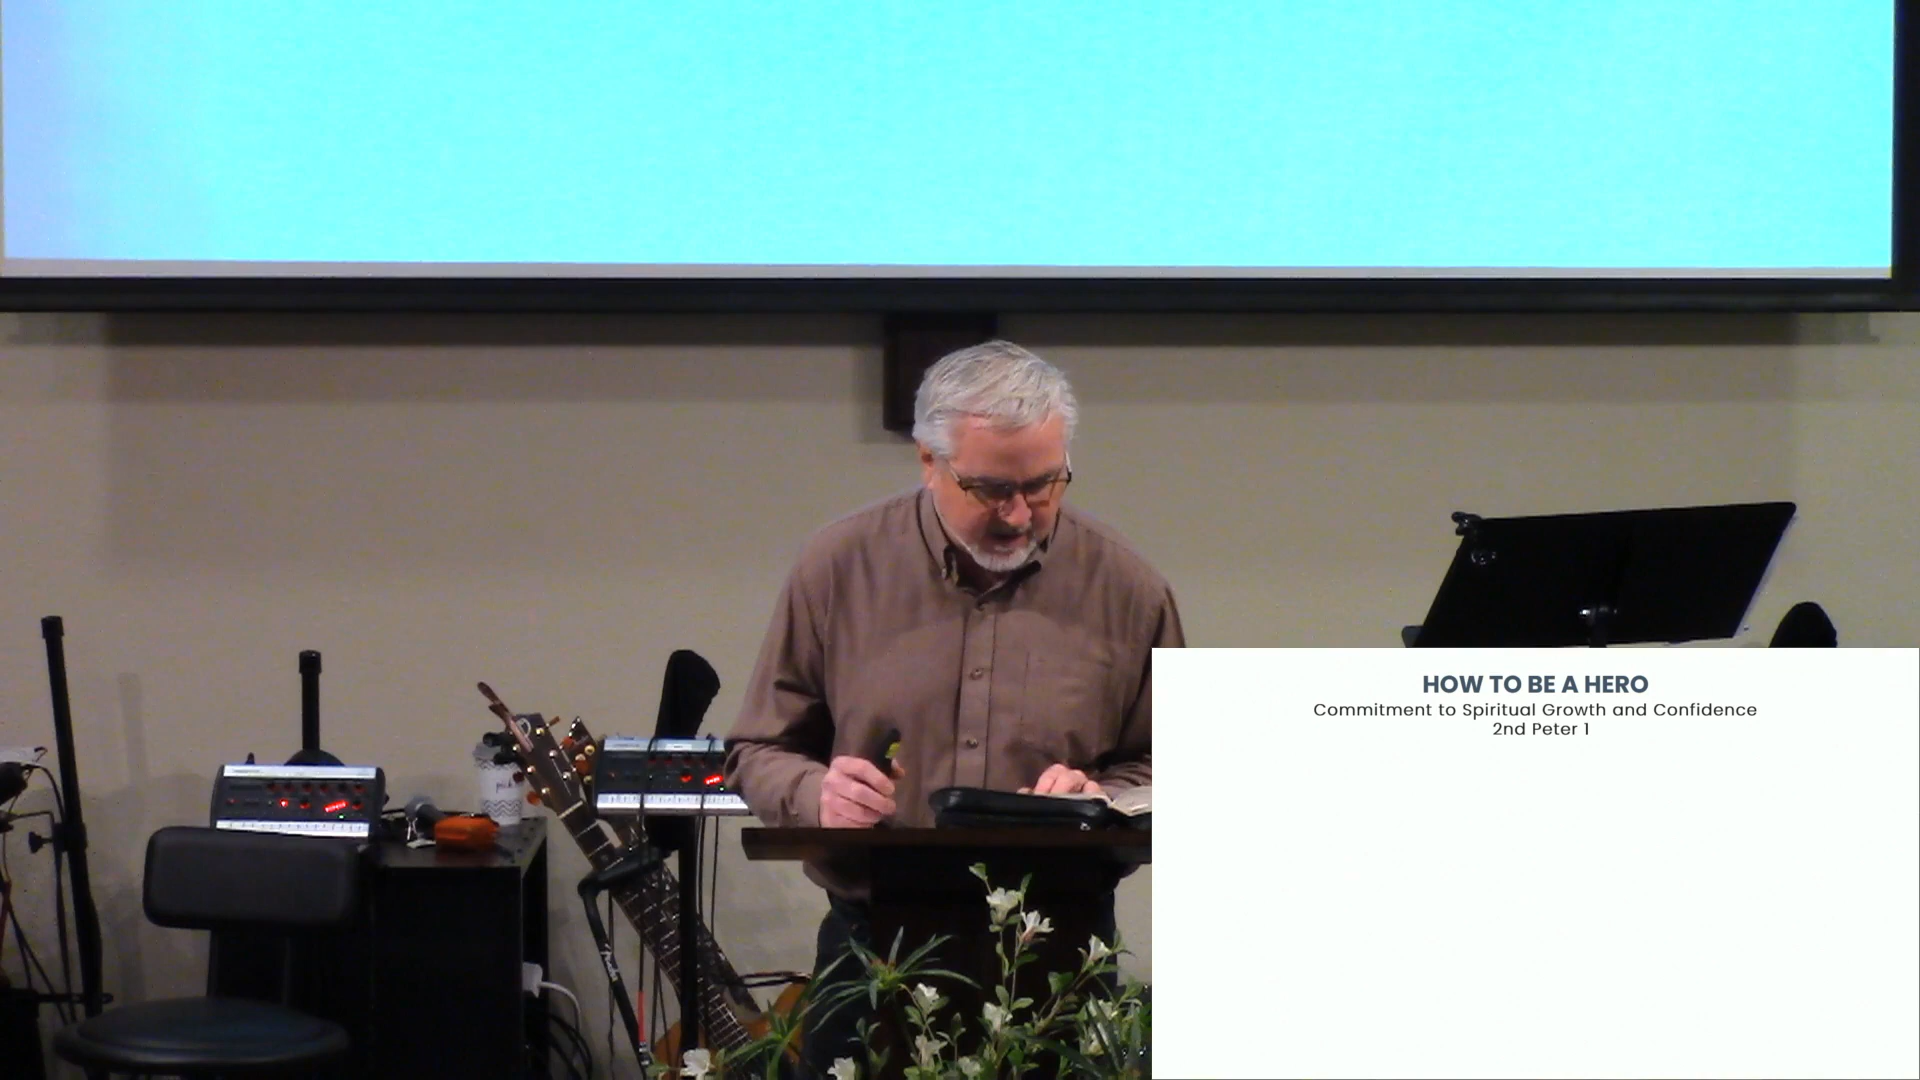 HOW TO BE A HERO
Commitment to Spiritual Growth and Confidence
2nd Peter 1